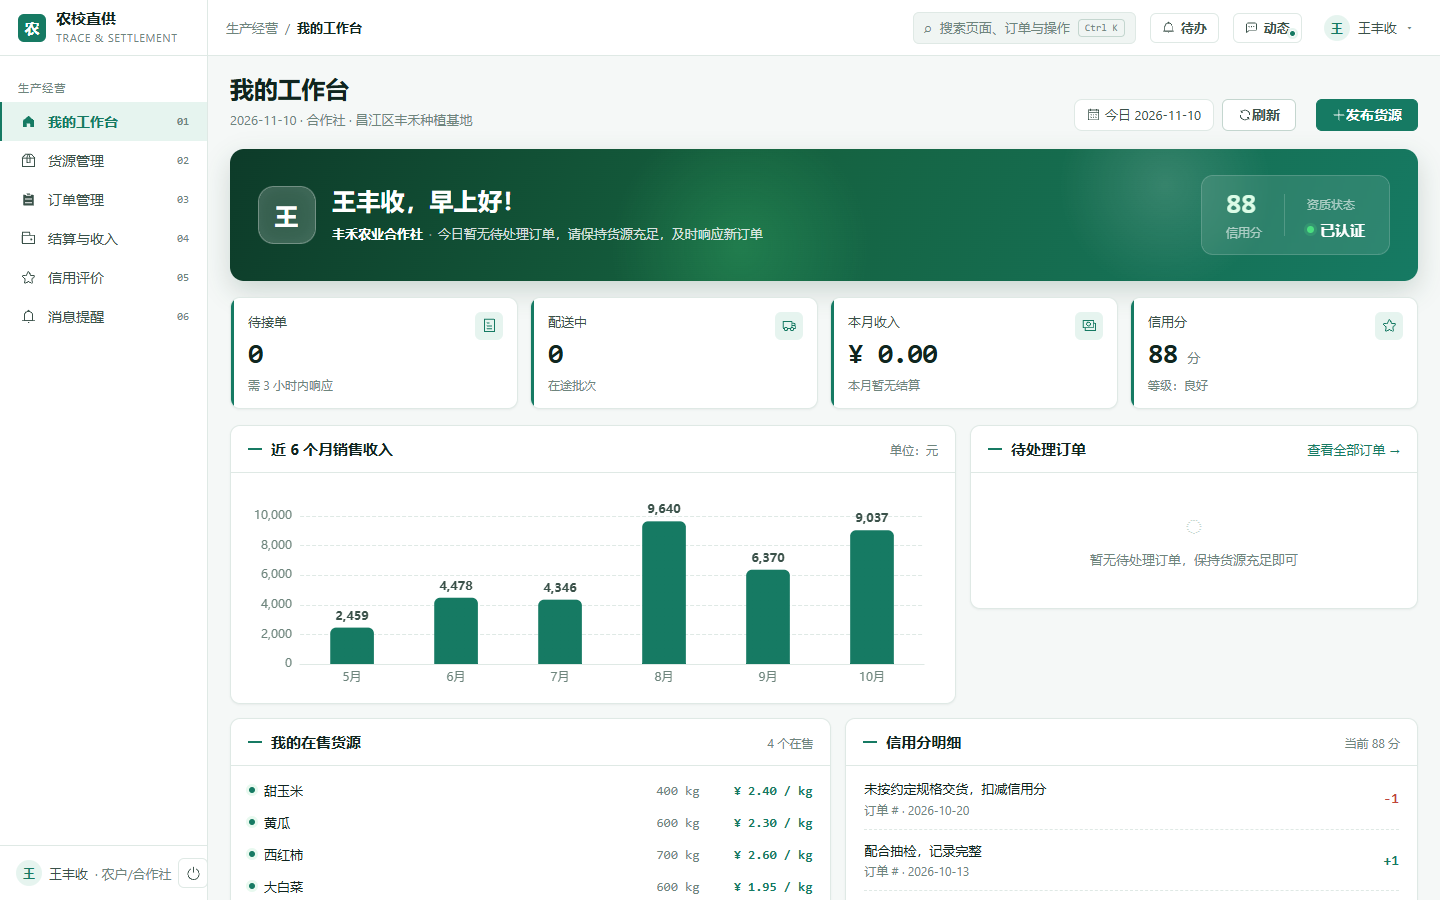 农
农校直供
TRACE & SETTLEMENT
生产经营 / 我的工作台
搜索页面、订单与操作 Ctrl K
待办
动态
王 王丰收
生产经营
我的工作台 01
货源管理 02
订单管理 03
结算与收入 04
信用评价 05
消息提醒 06
王 王丰收 · 农户/合作社
我的工作台
2026-11-10 · 合作社 · 昌江区丰禾种植基地
今日 2026-11-10
刷新
发布货源
王
王丰收，早上好！
丰禾农业合作社 · 今日暂无待处理订单，请保持货源充足，及时响应新订单
88
信用分
资质状态
已认证
待接单
0
需 3 小时内响应
配送中
0
在途批次
本月收入
¥ 0.00
本月暂无结算
信用分
88 分
等级：良好
近 6 个月销售收入
单位：元
10,000
8,000
6,000
4,000
2,000
0
2,459
4,478
4,346
9,640
6,370
9,037
5月
6月
7月
8月
9月
10月
待处理订单
查看全部订单 →
暂无待处理订单，保持货源充足即可
我的在售货源
4 个在售
甜玉米 400 kg ¥ 2.40 / kg
黄瓜 600 kg ¥ 2.30 / kg
西红柿 700 kg ¥ 2.60 / kg
大白菜 600 kg ¥ 1.95 / kg
信用分明细
当前 88 分
未按约定规格交货，扣减信用分
订单 # · 2026-10-20
-1
配合抽检，记录完整
订单 # · 2026-10-13
+1